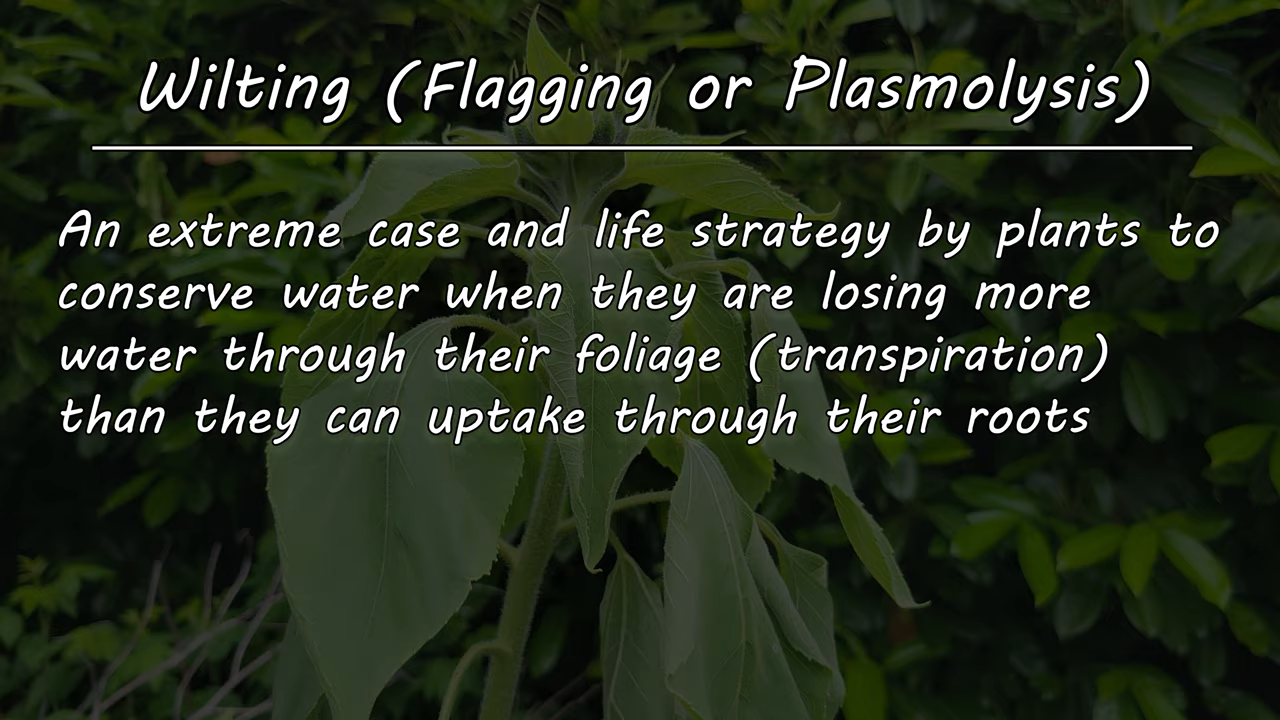 Wilting (Flagging or Plasmolysis)
An extreme case and life strategy by plants to
conserve water when they are losing more
water through their foliage (transpiration)
than they can uptake through their roots